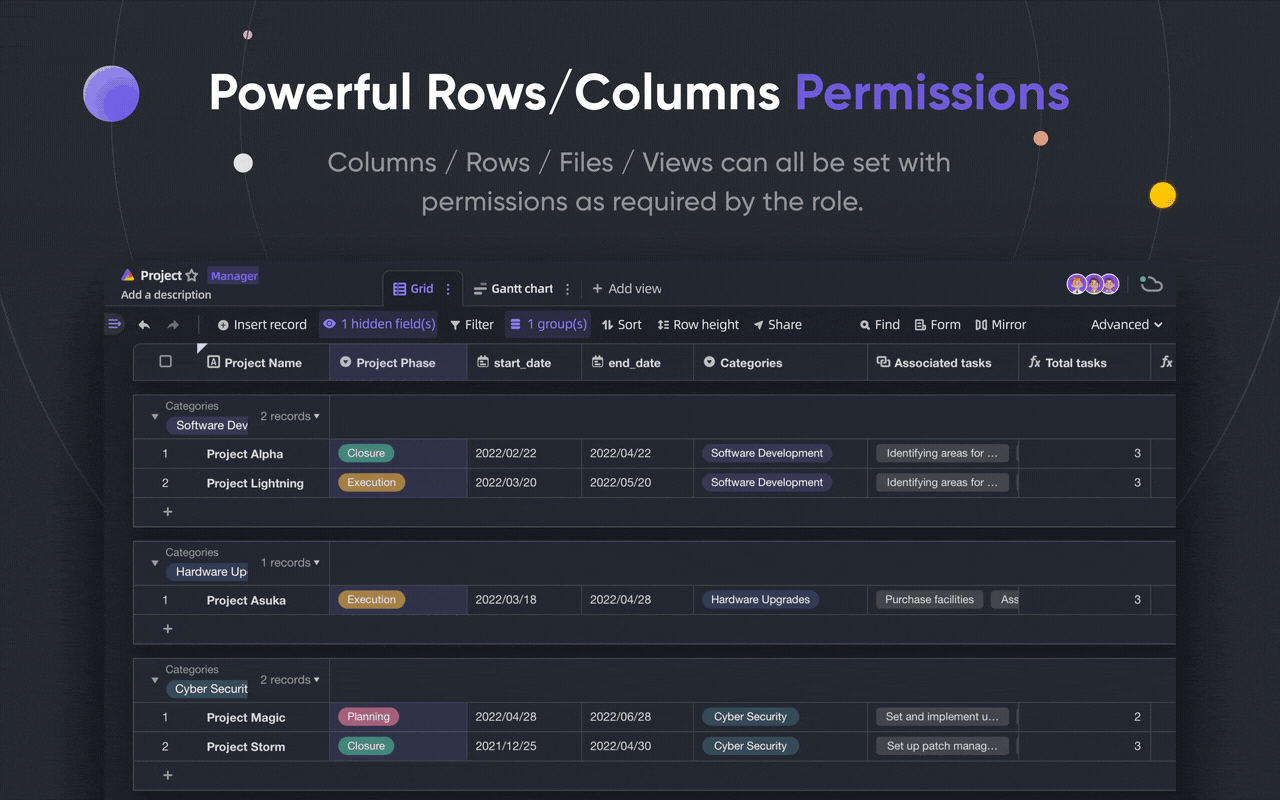 Powerful Rows/Columns Permissions
Columns / Rows / Files / Views can all be set with
permissions as required by the role.
Project Manager
Add a description
Grid Gantt chart + Add view
Insert record 1 hidden field(s) Filter 1 group(s) Sort Row height Share Find Form Mirror Advanced
Project Name Project Phase start_date end_date Categories Associated tasks fx Total tasks fx
Categories
Software Dev 2 records
1 Project Alpha Closure 2022/02/22 2022/04/22 Software Development Identifying areas for ... 3
2 Project Lightning Execution 2022/03/20 2022/05/20 Software Development Identifying areas for ... 3
+
Categories
Hardware Up 1 records
1 Project Asuka Execution 2022/03/18 2022/04/28 Hardware Upgrades Purchase facilities Ass 3
+
Categories
Cyber Securit 2 records
1 Project Magic Planning 2022/04/28 2022/06/28 Cyber Security Set and implement u... 2
2 Project Storm Closure 2021/12/25 2022/04/30 Cyber Security Set up patch manag... 3
+